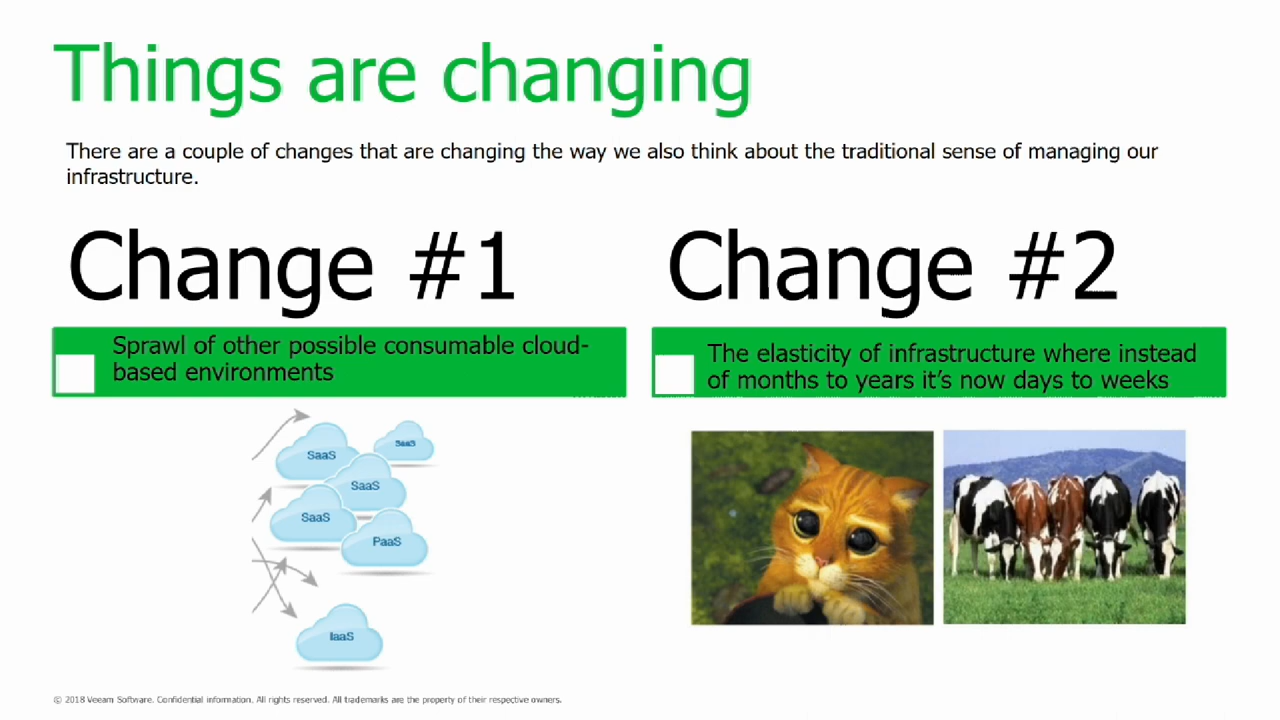 Things are changing
There are a couple of changes that are changing the way we also think about the traditional sense of managing our
infrastructure.
Change #1
Sprawl of other possible consumable cloud-
based environments
SaaS
SaaS
SaaS
SaaS
PaaS
IaaS
Change #2
The elasticity of infrastructure where instead
of months to years it’s now days to weeks
© 2018 Veeam Software. Confidential information. All rights reserved. All trademarks are the property of their respective owners.